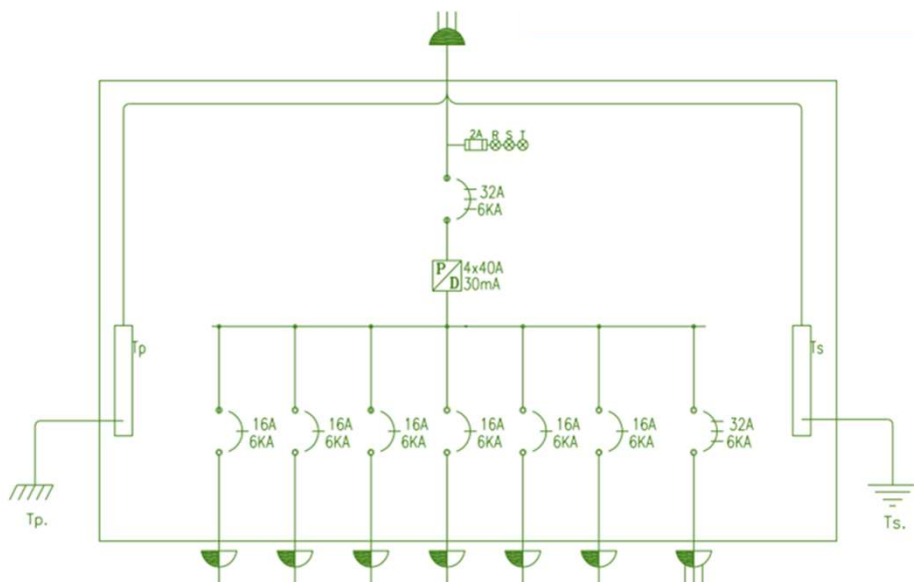 2A R S T
32A
6KA
P
D
4x40A
30mA
Tp
Ts
16A
6KA
16A
6KA
16A
6KA
16A
6KA
16A
6KA
16A
6KA
32A
6KA
Tp.
Ts.